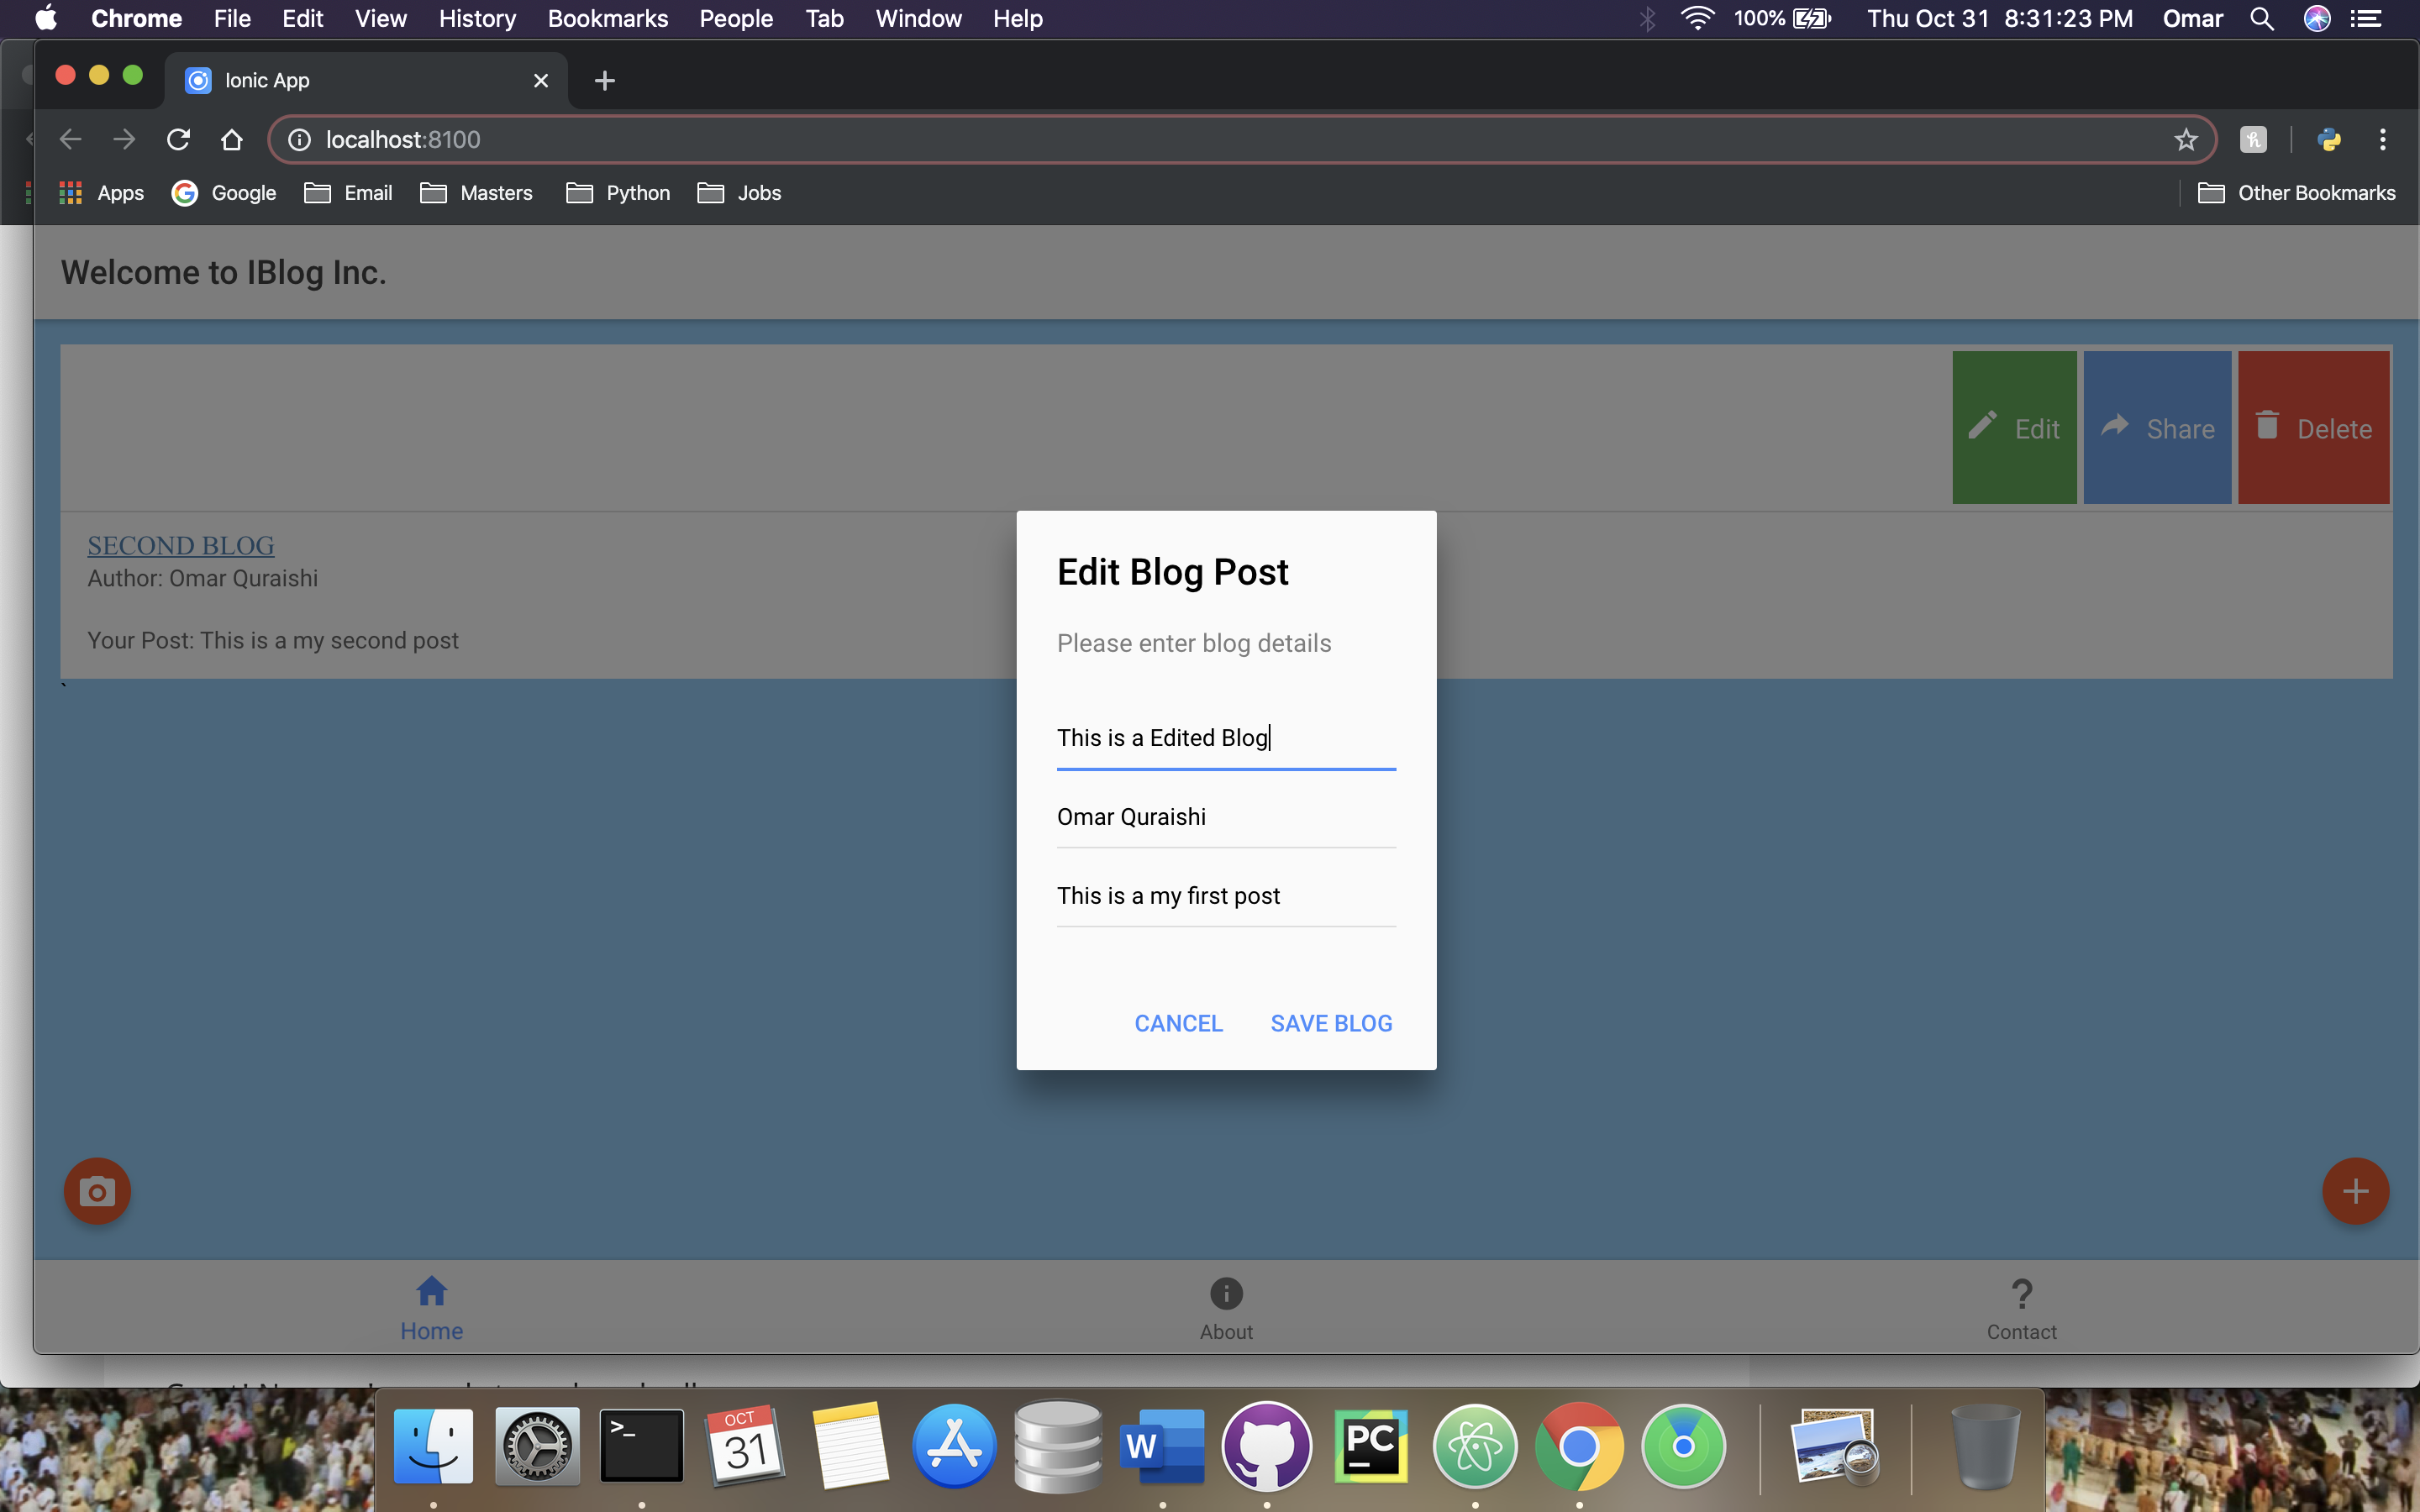 Chrome File Edit View History Bookmarks People Tab Window Help 100% Thu Oct 31 8:31:23 PM Omar
Ionic App
localhost:8100
Apps Google Email Masters Python Jobs Other Bookmarks
Welcome to IBlog Inc.
Edit Share Delete
SECOND BLOG
Author: Omar Quraishi
Your Post: This is a my second post
`
Edit Blog Post
Please enter blog details
This is a Edited Blog
Omar Quraishi
This is a my first post
CANCEL SAVE BLOG
Home About Contact
OCT
31
W
PC